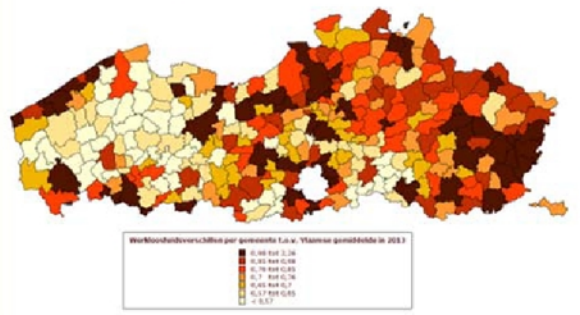 Werkloosheidsverschillen per gemeente t.o.v. Vlaamse gemiddelde in 2013
0,98 tot 2,26
0,85 tot 0,98
0,76 tot 0,85
0,7 tot 0,76
0,65 tot 0,7
0,57 tot 0,65
< 0,57